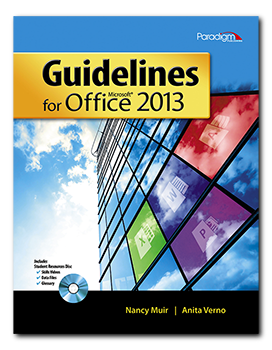 Paradigm
Guidelines
Microsoft®
for Office 2013
Includes
Student Resources Disc
✓ Skills Videos
✓ Data Files
✓ Glossary
Nancy Muir | Anita Verno